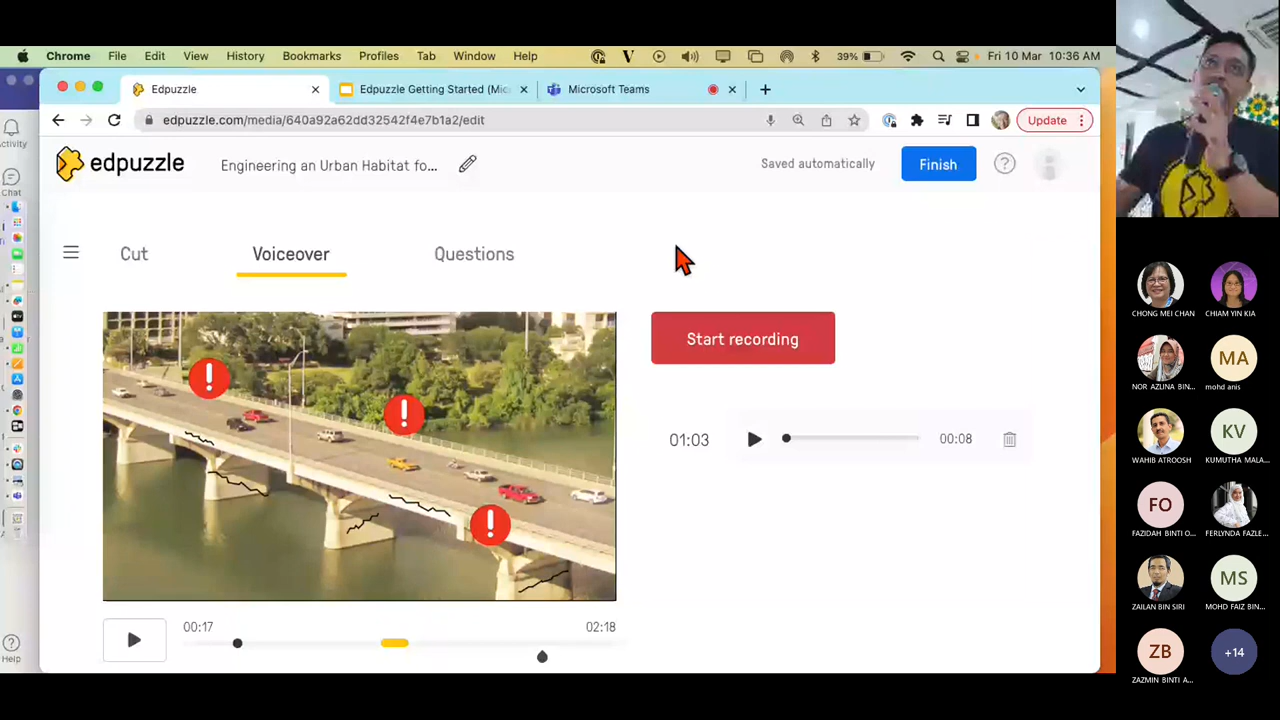 Chrome File Edit View History Bookmarks Profiles Tab Window Help V 39% Fri 10 Mar 10:36 AM
Edpuzzle
Edpuzzle Getting Started (Mic
Microsoft Teams
edpuzzle.com/media/640a92a62dd32542f4e7b1a2/edit
Update
Activity
Chat
Help
edpuzzle
Engineering an Urban Habitat fo...
Saved automatically
Finish
Cut
Voiceover
Questions
Start recording
01:03
00:08
00:17
02:18
CHONG MEI CHAN
CHIAM YIN KIA
NOR AZLINA BIN...
MA
mohd anis
WAHIB ATROOSH
KV
KUMUTHA MALA...
FO
FAZIDAH BINTI O...
FERLYNDA FAZLE...
ZAILAN BIN SIRI
MS
MOHD FAIZ BIN...
ZB
ZAZMIN BINTI A...
+14